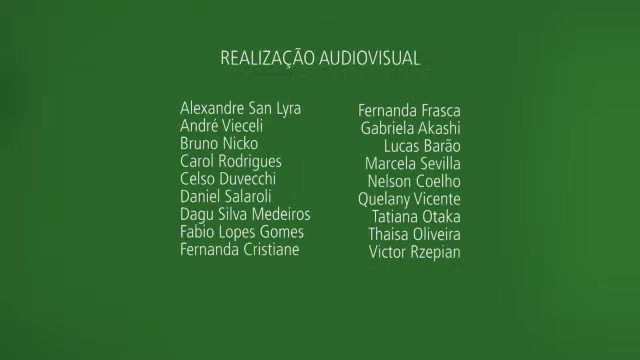 REALIZAÇÃO AUDIOVISUAL
Alexandre San Lyra
André Vieceli
Bruno Nicko
Carol Rodrigues
Celso Duvecchi
Daniel Salaroli
Dagu Silva Medeiros
Fabio Lopes Gomes
Fernanda Cristiane
Fernanda Frasca
Gabriela Akashi
Lucas Barão
Marcela Sevilla
Nelson Coelho
Quelany Vicente
Tatiana Otaka
Thaisa Oliveira
Victor Rzepian